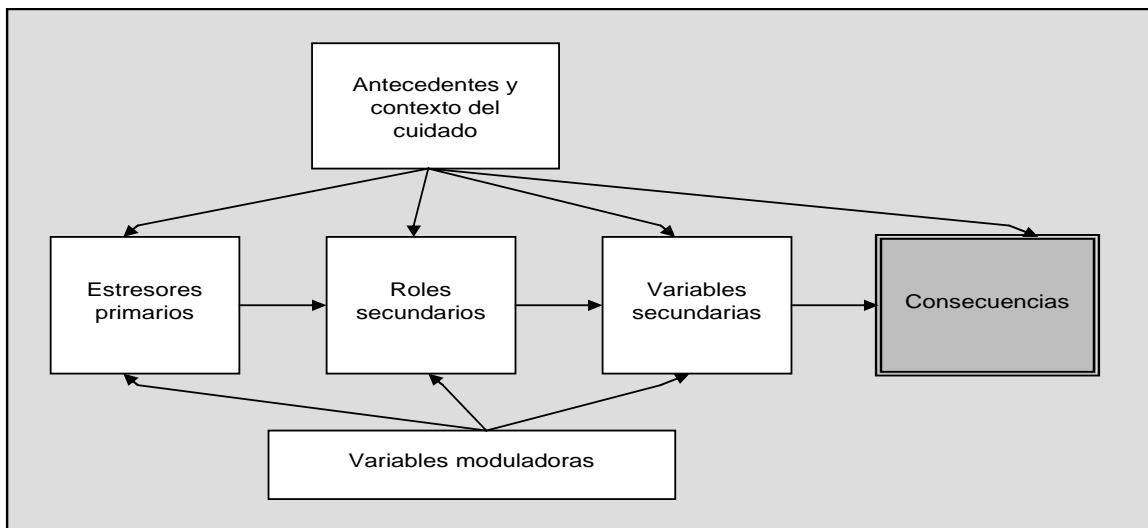 Antecedentes y
contexto del
cuidado
Estresores
primarios
Roles
secundarios
Variables
secundarias
Consecuencias
Variables moduladoras